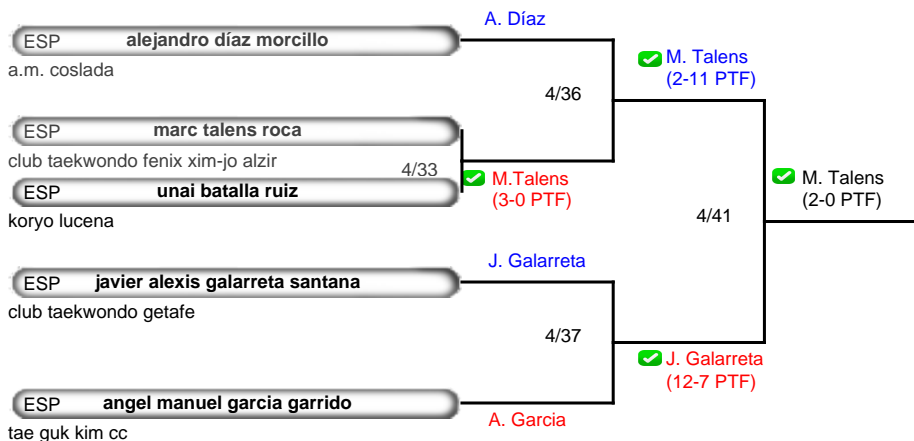 A. Díaz
ESP alejandro díaz morcillo
a.m. coslada
M. Talens
(2-11 PTF)
4/36
ESP marc talens roca
club taekwondo fenix xim-jo alzir
4/33
M.Talens
(3-0 PTF)
ESP unai batalla ruiz
koryo lucena
M. Talens
(2-0 PTF)
4/41
J. Galarreta
ESP javier alexis galarreta santana
club taekwondo getafe
4/37
J. Galarreta
(12-7 PTF)
ESP angel manuel garcia garrido
A. Garcia
tae guk kim cc